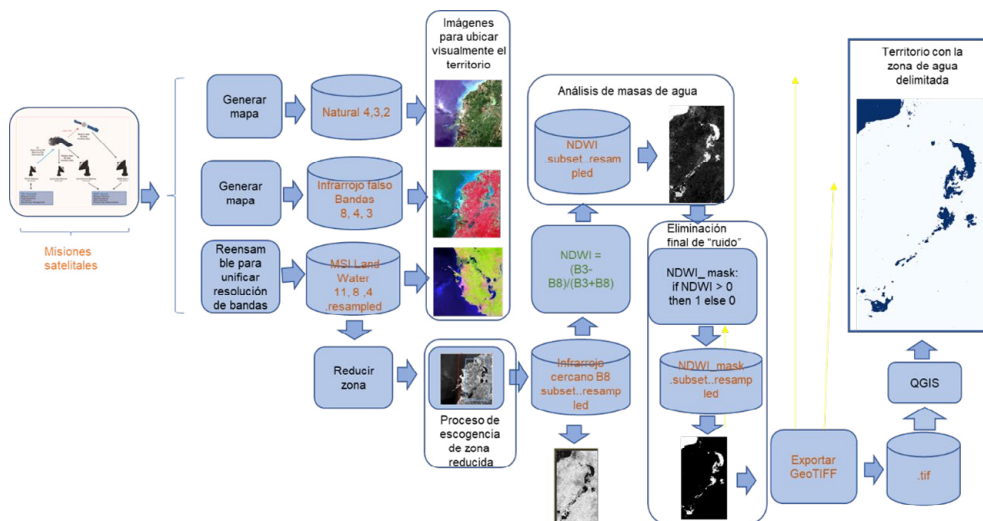 Misiones
satelitales
Generar
mapa
Natural 4,3,2
Imágenes
para ubicar
visualmente el
territorio
Generar
mapa
Infrarrojo falso
Bandas
8, 4, 3
Reensam
ble para
unificar
resolución
de bandas
MSI Land
Water
11, 8 ,4
.resampled
Reducir
zona
Proceso de
escogencia
de zona
reducida
Infrarrojo
cercano B8
subset..resam
pled
NDWI =
(B3-
B8)/(B3+B8)
Análisis de masas de agua
NDWI
subset..resam
pled
Eliminación
final de “ruido”
NDWI_ mask:
if NDWI > 0
then 1 else 0
NDWI_mask
.subset..resamp
led
Exportar
GeoTIFF
.tif
QGIS
Territorio con la
zona de agua
delimitada